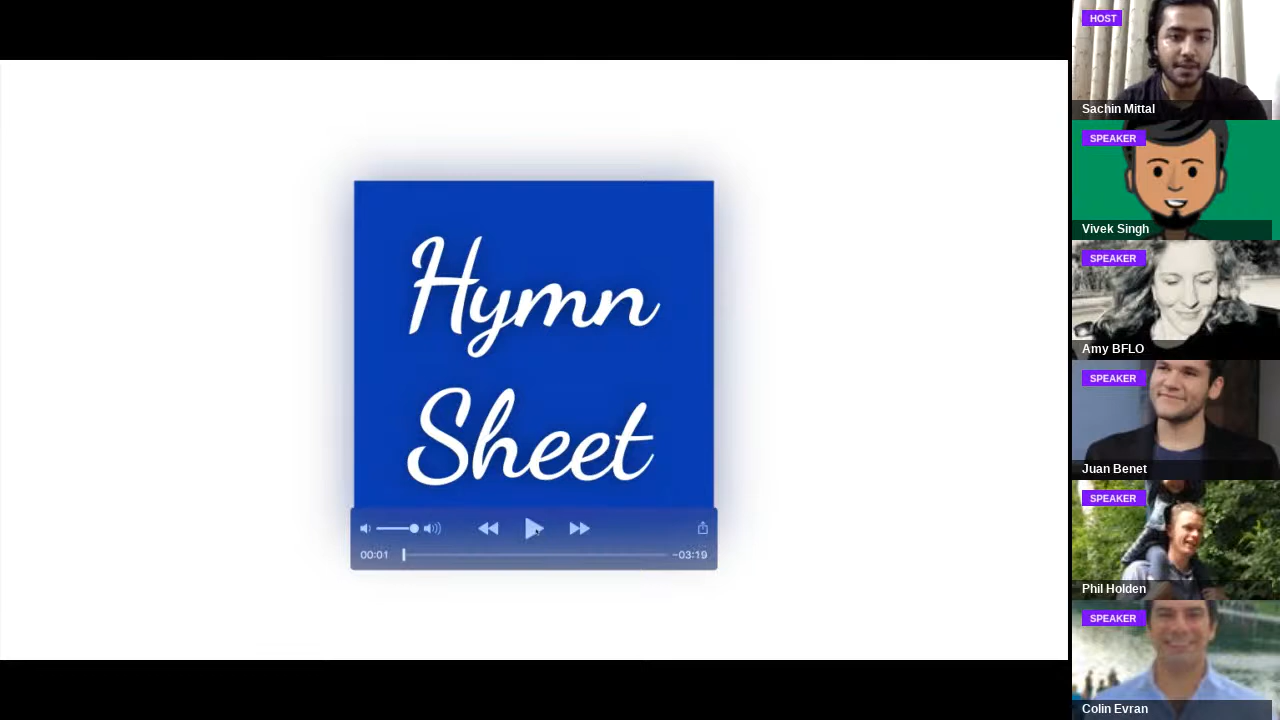 Hymn
Sheet
00:01
-03:19
HOST
Sachin Mittal
SPEAKER
Vivek Singh
SPEAKER
Amy BFLO
SPEAKER
Juan Benet
SPEAKER
Phil Holden
SPEAKER
Colin Evran